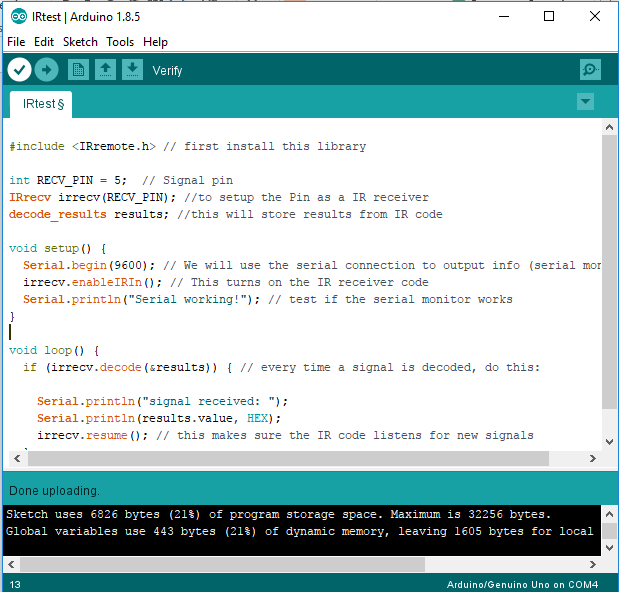 IRtest | Arduino 1.8.5
File Edit Sketch Tools Help
Verify
IRtest §
#include <IRremote.h> // first install this library
int RECV_PIN = 5;  // Signal pin
IRrecv irrecv(RECV_PIN); //to setup the Pin as a IR receiver
decode_results results; //this will store results from IR code
void setup() {
  Serial.begin(9600); // We will use the serial connection to output info (serial mon
  irrecv.enableIRIn(); // This turns on the IR receiver code
  Serial.println("Serial working!"); // test if the serial monitor works
}
void loop() {
  if (irrecv.decode(&results)) { // every time a signal is decoded, do this:
    Serial.println("signal received: ");
    Serial.println(results.value, HEX);
    irrecv.resume(); // this makes sure the IR code listens for new signals
Done uploading.
Sketch uses 6826 bytes (21%) of program storage space. Maximum is 32256 bytes.
Global variables use 443 bytes (21%) of dynamic memory, leaving 1605 bytes for local
13
Arduino/Genuino Uno on COM4